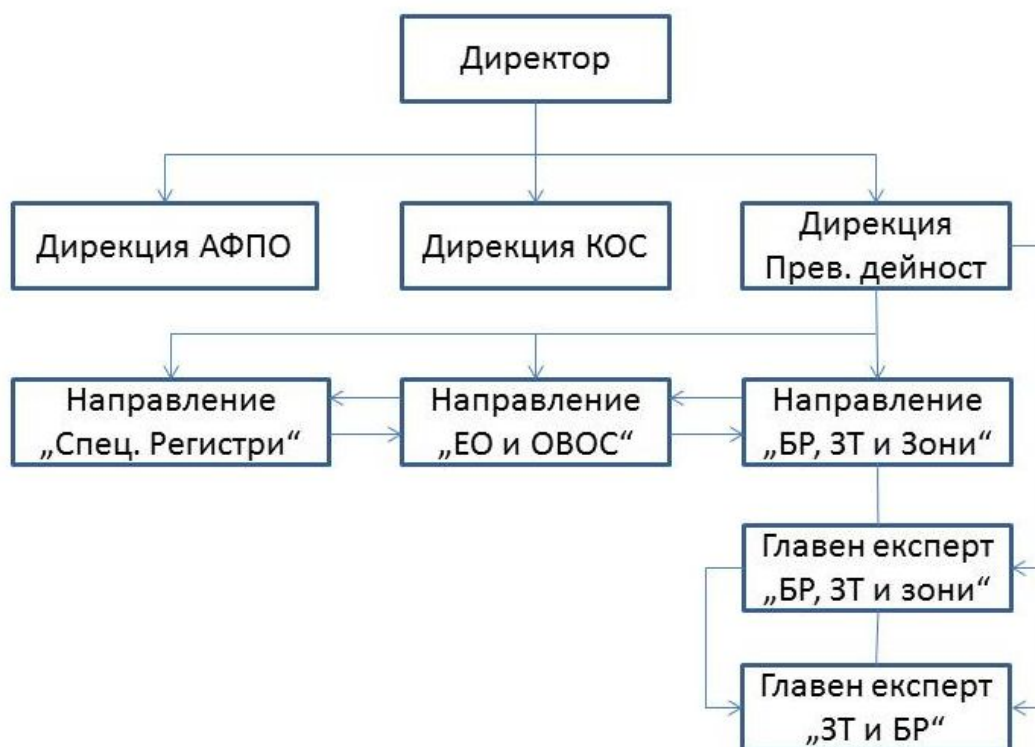 Директор
Дирекция АФПО
Дирекция КОС
Дирекция
Прев. дейност
Направление
„Спец. Регистри“
Направление
„ЕО и ОВОС“
Направление
„БР, ЗТ и Зони“
Главен експерт
„БР, ЗТ и зони“
Главен експерт
„ЗТ и БР“